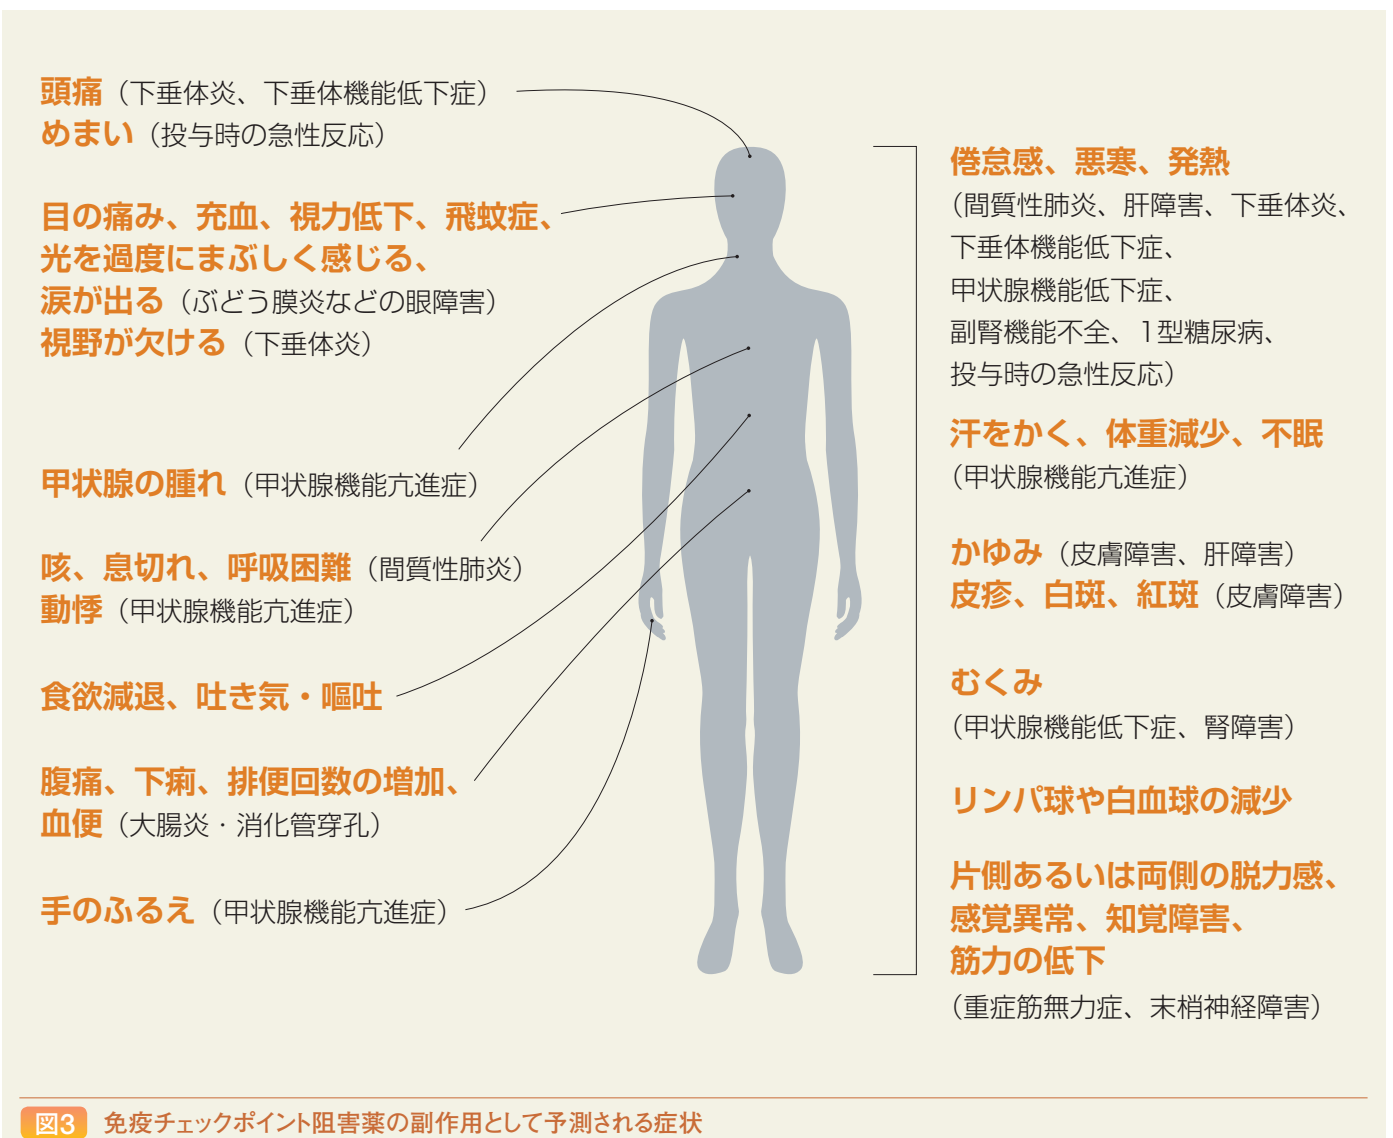 頭痛（下垂体炎、下垂体機能低下症）
めまい（投与時の急性反応）
目の痛み、充血、視力低下、飛蚊症、
光を過度にまぶしく感じる、
涙が出る（ぶどう膜炎などの眼障害）
視野が欠ける（下垂体炎）
甲状腺の腫れ（甲状腺機能亢進症）
咳、息切れ、呼吸困難（間質性肺炎）
動悸（甲状腺機能亢進症）
食欲減退、吐き気・嘔吐
腹痛、下痢、排便回数の増加、
血便（大腸炎・消化管穿孔）
手のふるえ（甲状腺機能亢進症）
倦怠感、悪寒、発熱
（間質性肺炎、肝障害、下垂体炎、
下垂体機能低下症、
甲状腺機能低下症、
副腎機能不全、1型糖尿病、
投与時の急性反応）
汗をかく、体重減少、不眠
（甲状腺機能亢進症）
かゆみ（皮膚障害、肝障害）
皮疹、白斑、紅斑（皮膚障害）
むくみ
（甲状腺機能低下症、腎障害）
リンパ球や白血球の減少
片側あるいは両側の脱力感、
感覚異常、知覚障害、
筋力の低下
（重症筋無力症、末梢神経障害）
図3 免疫チェックポイント阻害薬の副作用として予測される症状